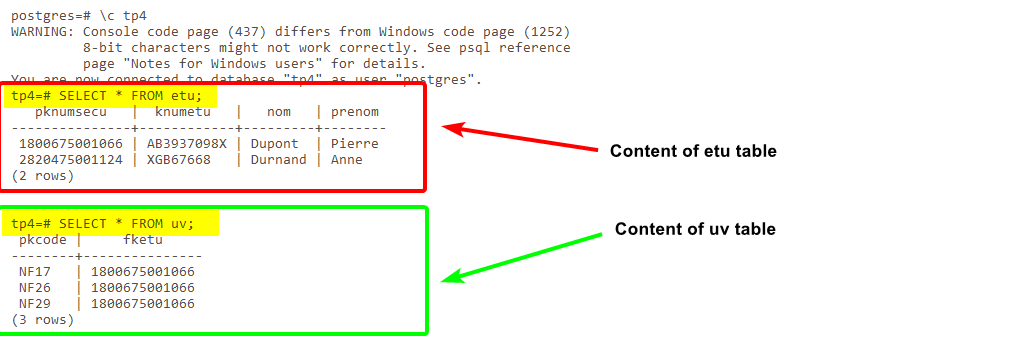 postgres=# \c tp4
WARNING: Console code page (437) differs from Windows code page (1252)
         8-bit characters might not work correctly. See psql reference
         page "Notes for Windows users" for details.
You are now connected to database "tp4" as user "postgres".
tp4=# SELECT * FROM etu;
   pknumsecu   |  knumetu   |   nom   | prenom
---------------+------------+---------+--------
 1800675001066 | AB3937098X | Dupont  | Pierre
 2820475001124 | XGB67668   | Durnand | Anne
(2 rows)
Content of etu table
tp4=# SELECT * FROM uv;
 pkcode |     fketu
--------+---------------
 NF17   | 1800675001066
 NF26   | 1800675001066
 NF29   | 1800675001066
(3 rows)
Content of uv table